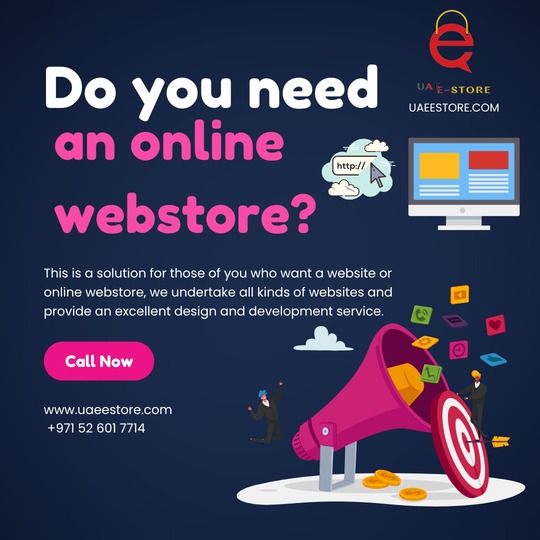 UAE E-STORE
UAEESTORE.COM
Do you need
an online
webstore?
http://
This is a solution for those of you who want a website or
online webstore, we undertake all kinds of websites and
provide an excellent design and development service.
Call Now
www.uaeestore.com
+971 52 601 7714